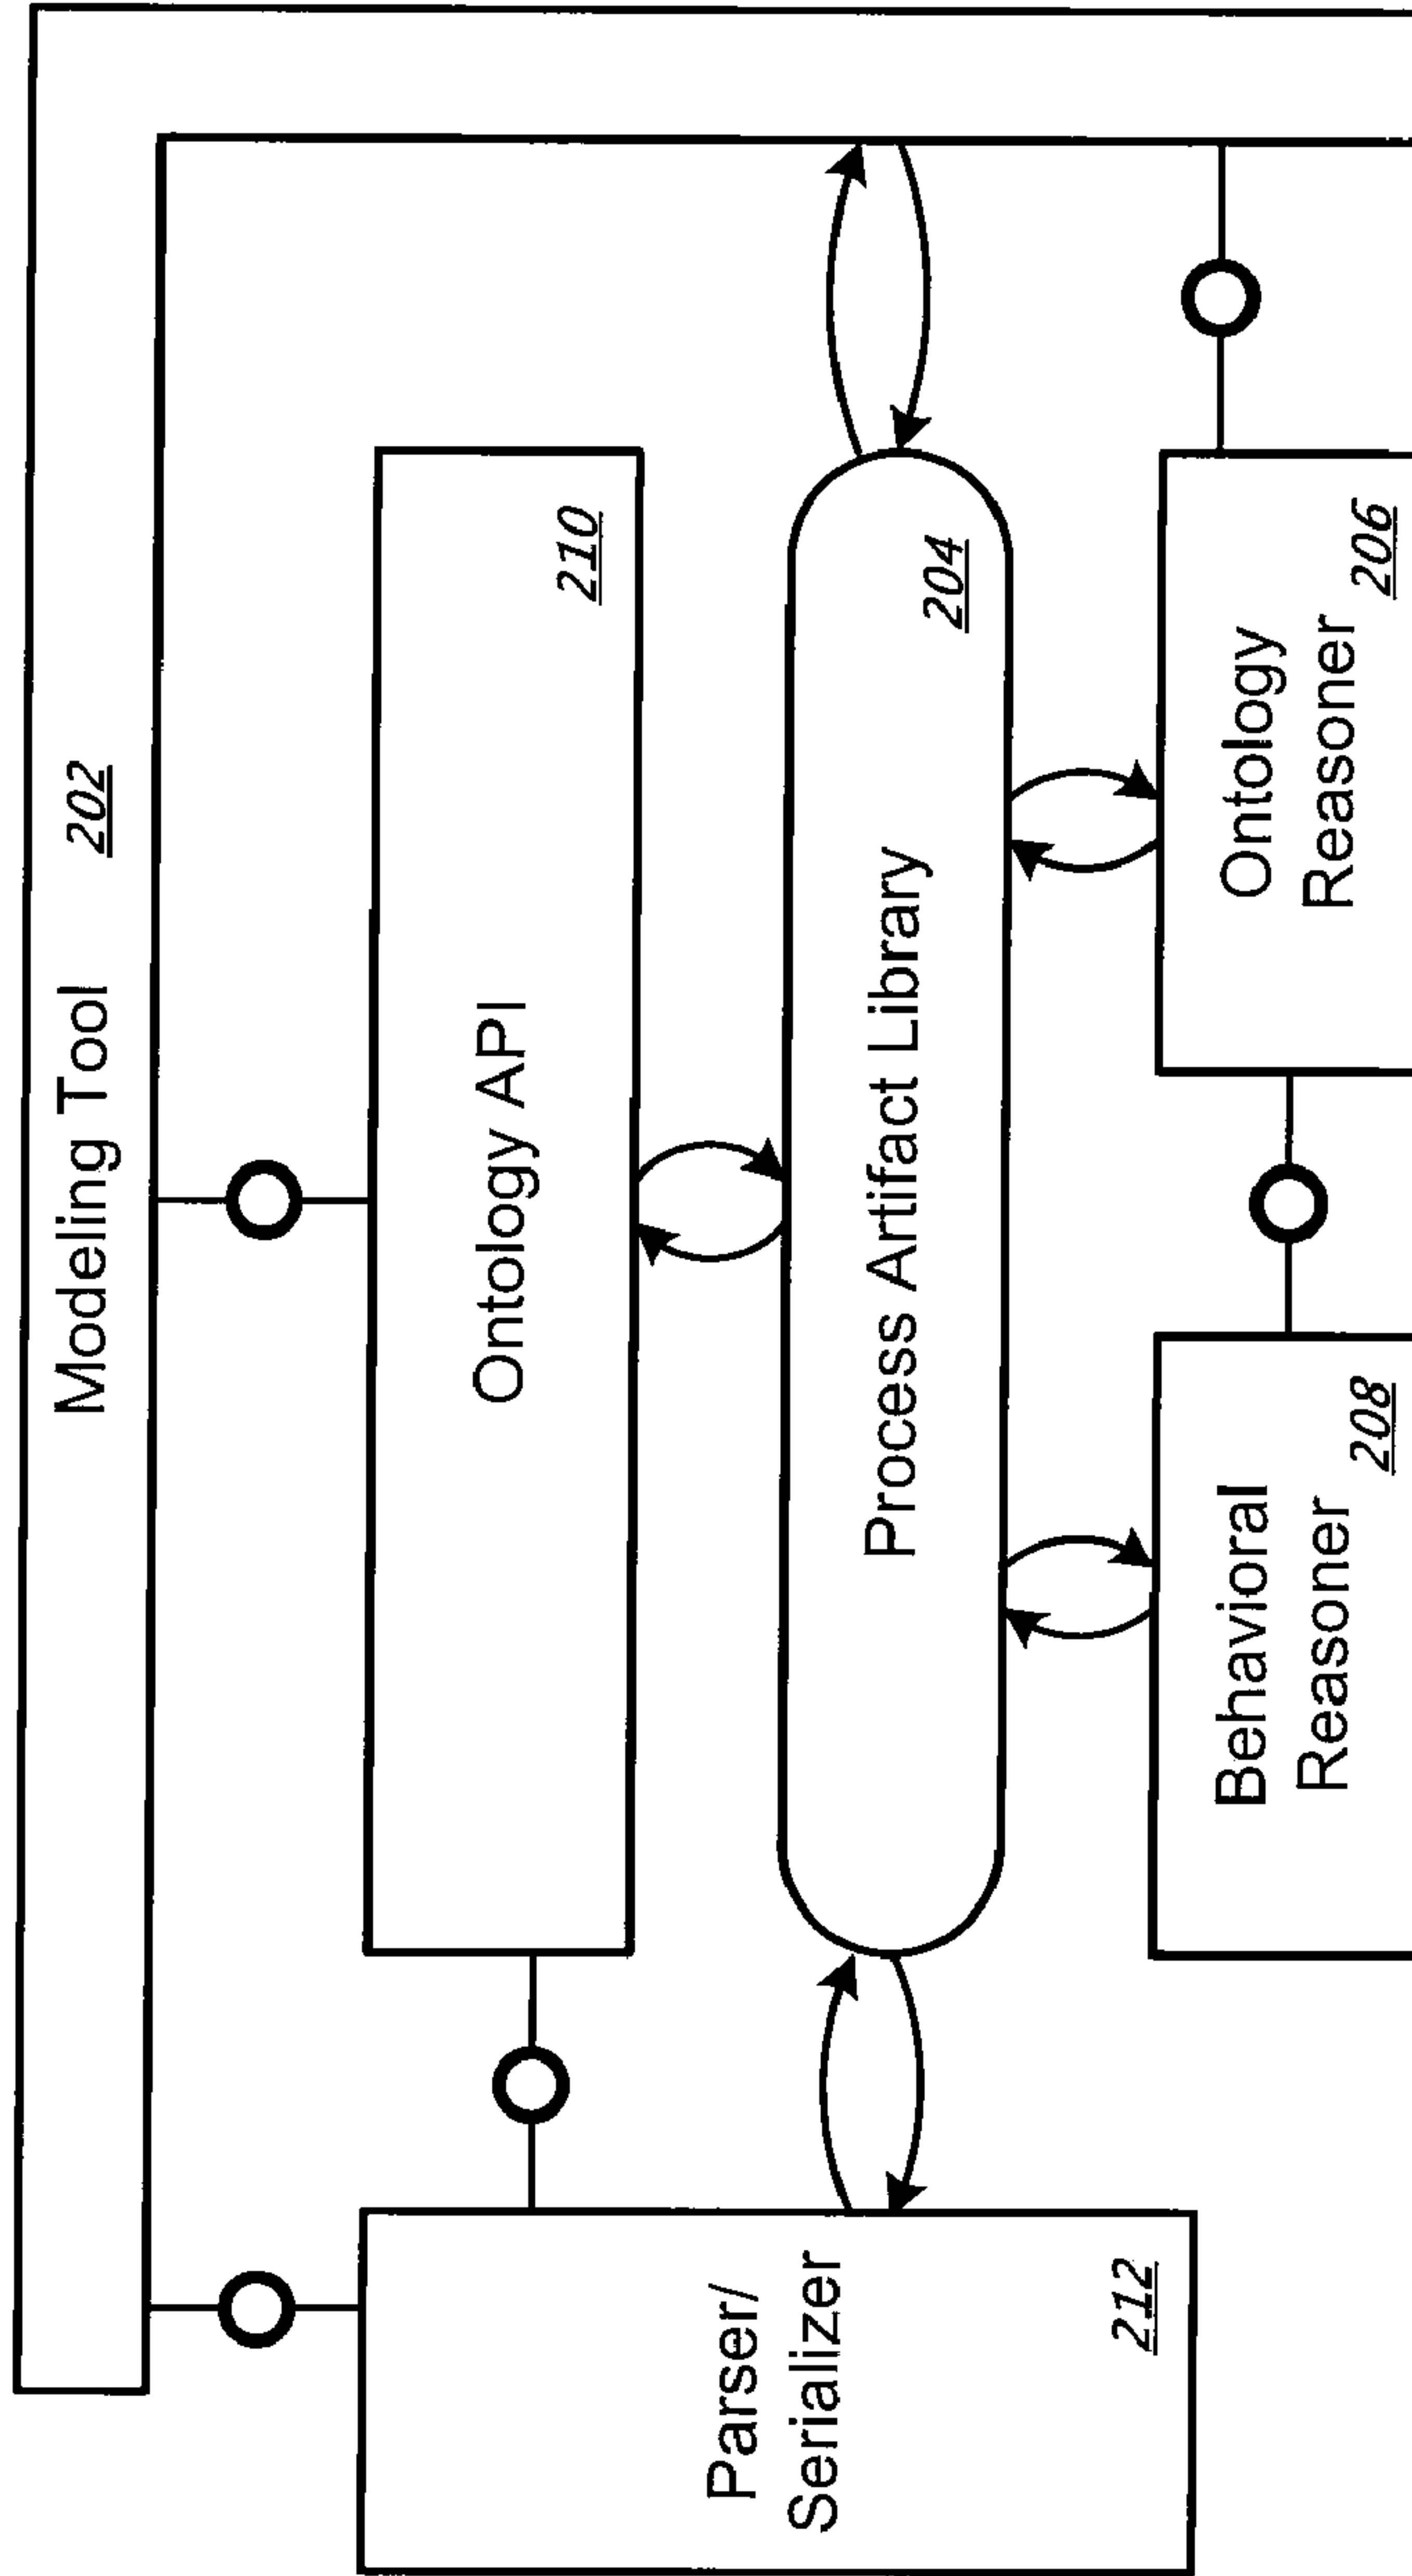 Modeling Tool 202
Ontology API
210
Parser/
Serializer
212
Process Artifact Library
204
Behavioral
Reasoner
208
Ontology
Reasoner
206